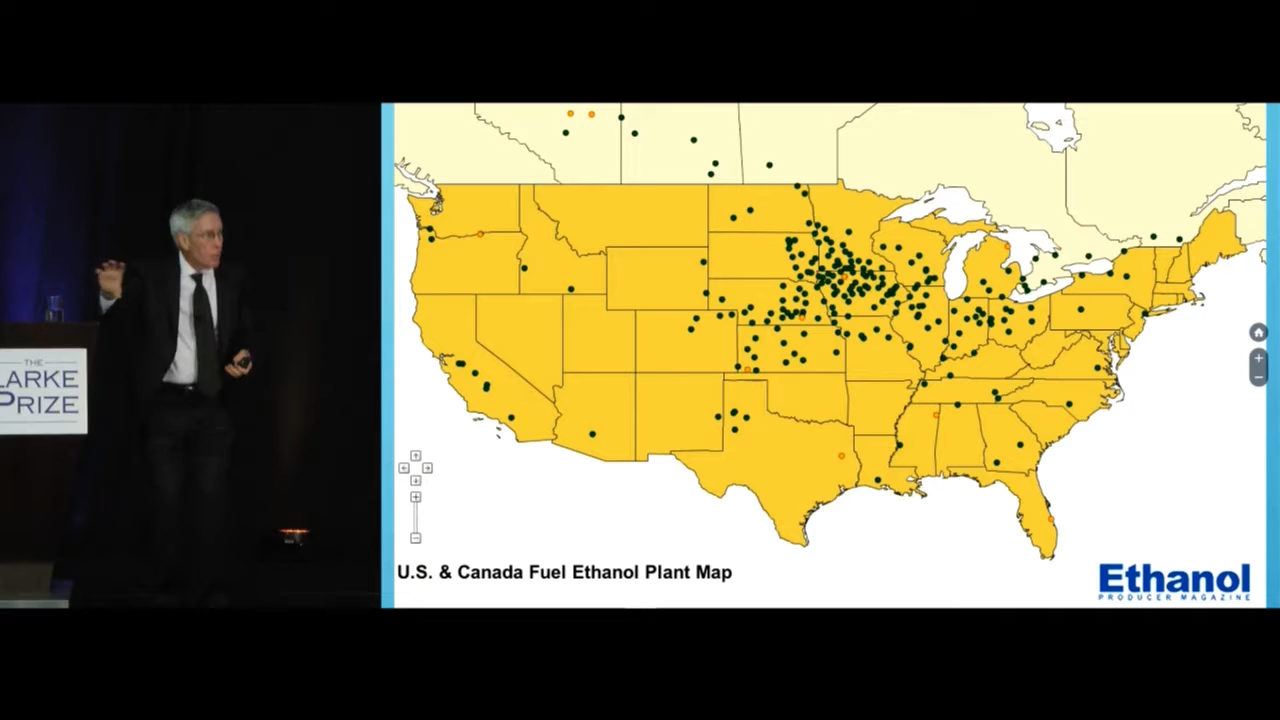 THE
LARKE
PRIZE
U.S. & Canada Fuel Ethanol Plant Map
Ethanol
PRODUCER MAGAZINE